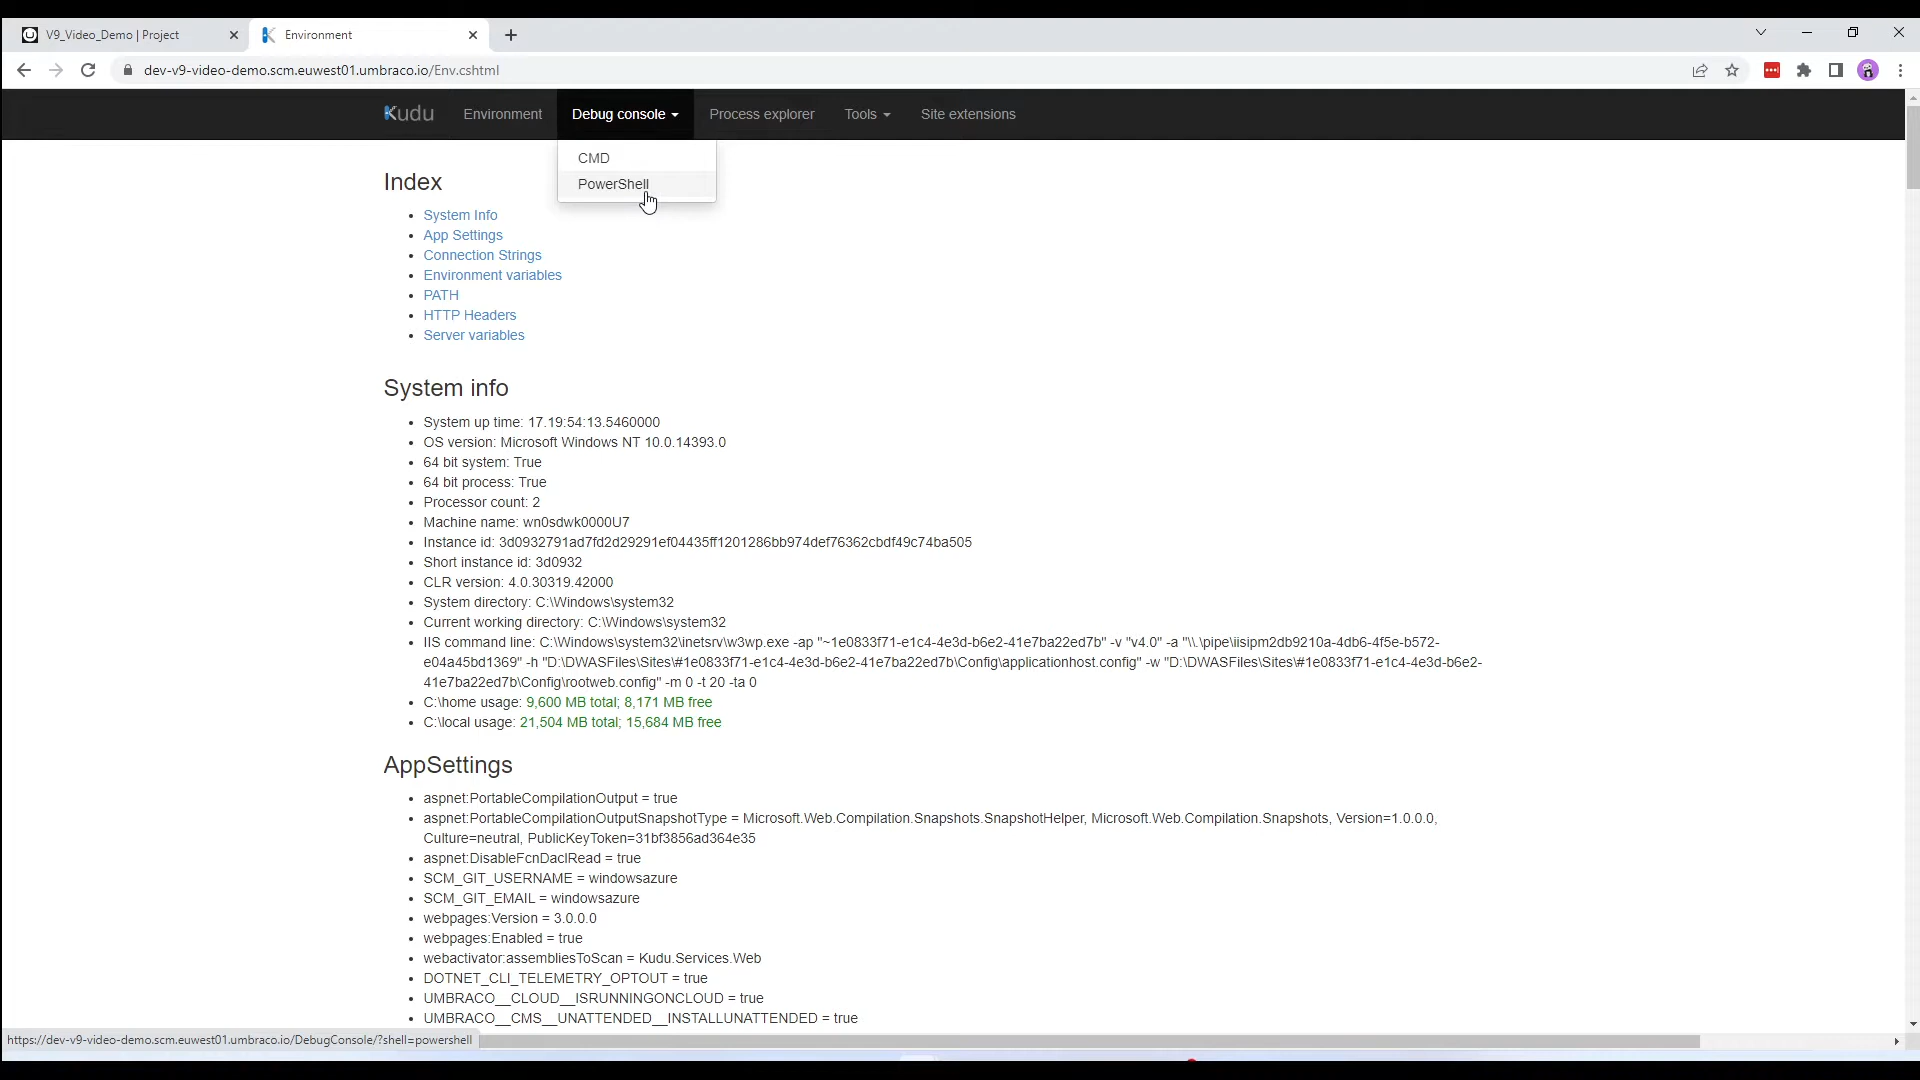 V9_Video_Demo | Project
Environment
dev-v9-video-demo.scm.euwest01.umbraco.io/Env.cshtml
Kudu
Environment
Debug console
Process explorer
Tools
Site extensions
CMD
PowerShell
Index
System Info
App Settings
Connection Strings
Environment variables
PATH
HTTP Headers
Server variables
System info
System up time: 17.19:54:13.5460000
OS version: Microsoft Windows NT 10.0.14393.0
64 bit system: True
64 bit process: True
Processor count: 2
Machine name: wn0sdwk0000U7
Instance id: 3d0932791ad7fd2d29291ef04435ff1201286bb974def76362cbdf49c74ba505
Short instance id: 3d0932
CLR version: 4.0.30319.42000
System directory: C:\Windows\system32
Current working directory: C:\Windows\system32
IIS command line: C:\Windows\system32\inetsrv\w3wp.exe -ap "~1e0833f71-e1c4-4e3d-b6e2-41e7ba22ed7b" -v "v4.0" -a "\\.\pipe\iisipm2db9210a-4db6-4f5e-b572-
e04a45bd1369" -h "D:\DWASFiles\Sites\#1e0833f71-e1c4-4e3d-b6e2-41e7ba22ed7b\Config\applicationhost.config" -w "D:\DWASFiles\Sites\#1e0833f71-e1c4-4e3d-b6e2-
41e7ba22ed7b\Config\rootweb.config" -m 0 -t 20 -ta 0
C:\home usage: 9,600 MB total; 8,171 MB free
C:\local usage: 21,504 MB total; 15,684 MB free
AppSettings
aspnet:PortableCompilationOutput = true
aspnet:PortableCompilationOutputSnapshotType = Microsoft.Web.Compilation.Snapshots.SnapshotHelper, Microsoft.Web.Compilation.Snapshots, Version=1.0.0.0,
Culture=neutral, PublicKeyToken=31bf3856ad364e35
aspnet:DisableFcnDaclRead = true
SCM_GIT_USERNAME = windowsazure
SCM_GIT_EMAIL = windowsazure
webpages:Version = 3.0.0.0
webpages:Enabled = true
webactivator:assembliesToScan = Kudu.Services.Web
DOTNET_CLI_TELEMETRY_OPTOUT = true
UMBRACO__CLOUD__ISRUNNINGONCLOUD = true
UMBRACO__CMS__UNATTENDED__INSTALLUNATTENDED = true
https://dev-v9-video-demo.scm.euwest01.umbraco.io/DebugConsole/?shell=powershell